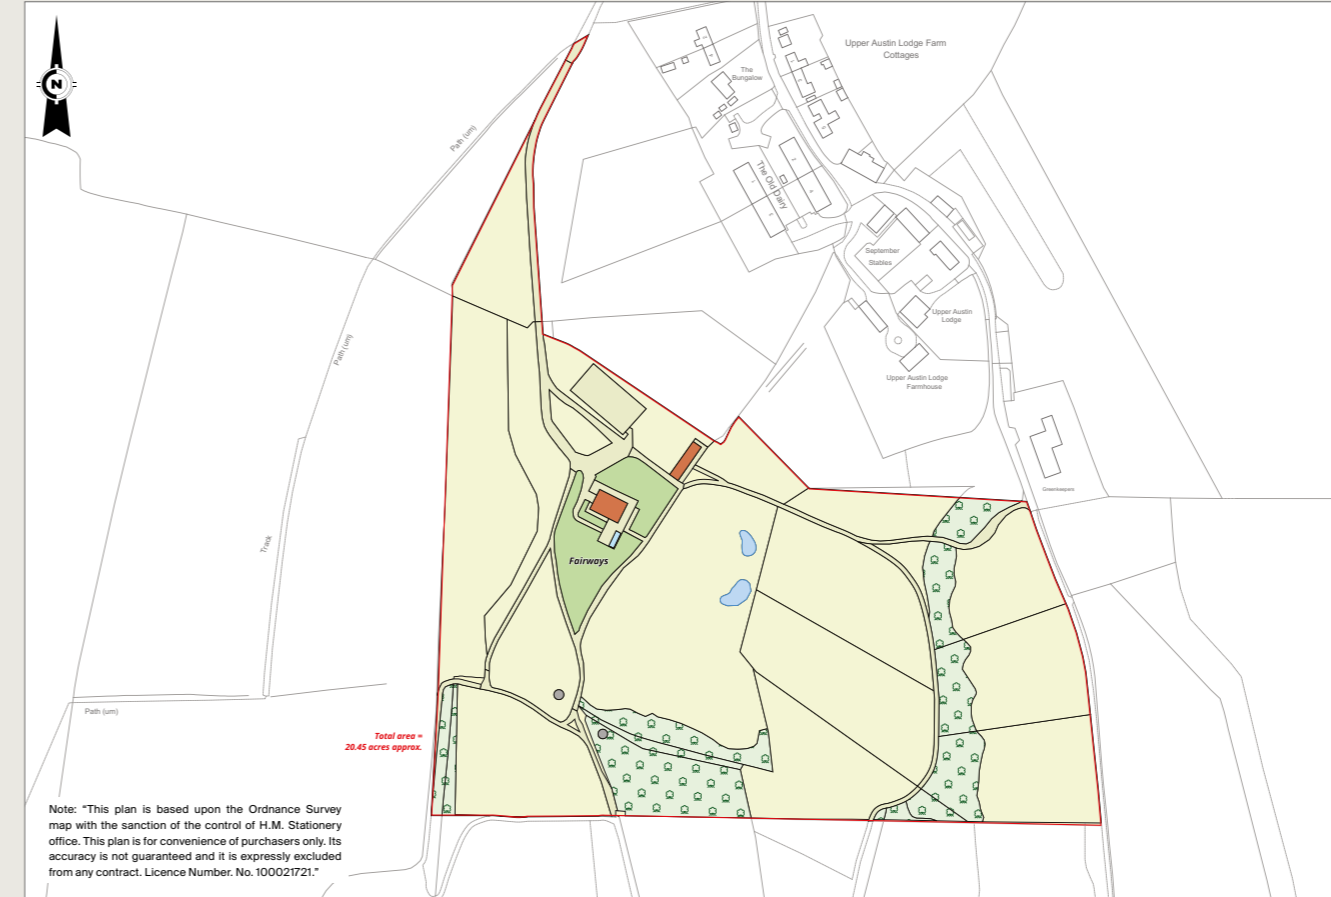 N
Upper Austin Lodge Farm
Cottages
The
Bungalow
Path (um)
The Old Dairy
September
Stables
Upper Austin
Lodge
Upper Austin Lodge
Farmhouse
Path (um)
Greenkeepers
Track
Fairways
Path (um)
Total area =
20.45 acres approx.
Note: “This plan is based upon the Ordnance Survey
map with the sanction of the control of H.M. Stationery
office. This plan is for convenience of purchasers only. Its
accuracy is not guaranteed and it is expressly excluded
from any contract. Licence Number. No. 100021721.”